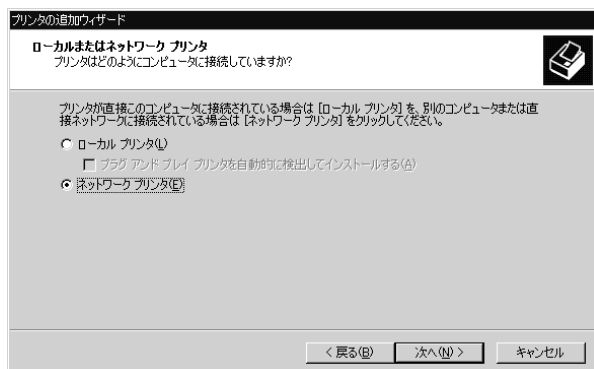 プリンタの追加ウィザード
ローカルまたはネットワーク プリンタ
プリンタはどのようにコンピュータに接続していますか?
プリンタが直接このコンピュータに接続されている場合は [ローカル プリンタ] を、別のコンピュータまたは直
接ネットワークに接続されている場合は [ネットワーク プリンタ] をクリックしてください。
ローカル プリンタ(L)
プラグ アンド プレイ プリンタを自動的に検出してインストールする(A)
ネットワーク プリンタ(E)
< 戻る(B) 次へ(N) > キャンセル